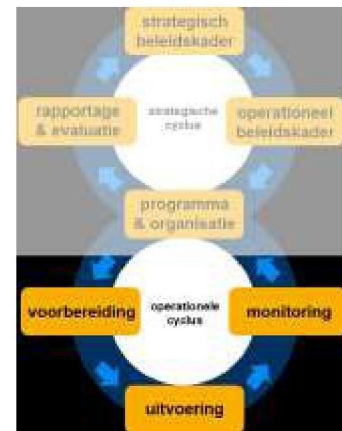 strategisch
beleidskader
rapportage
& evaluatie
strategische
cyclus
operationeel
beleidskader
programma
& organisatie
voorbereiding
operationele
cyclus
monitoring
uitvoering